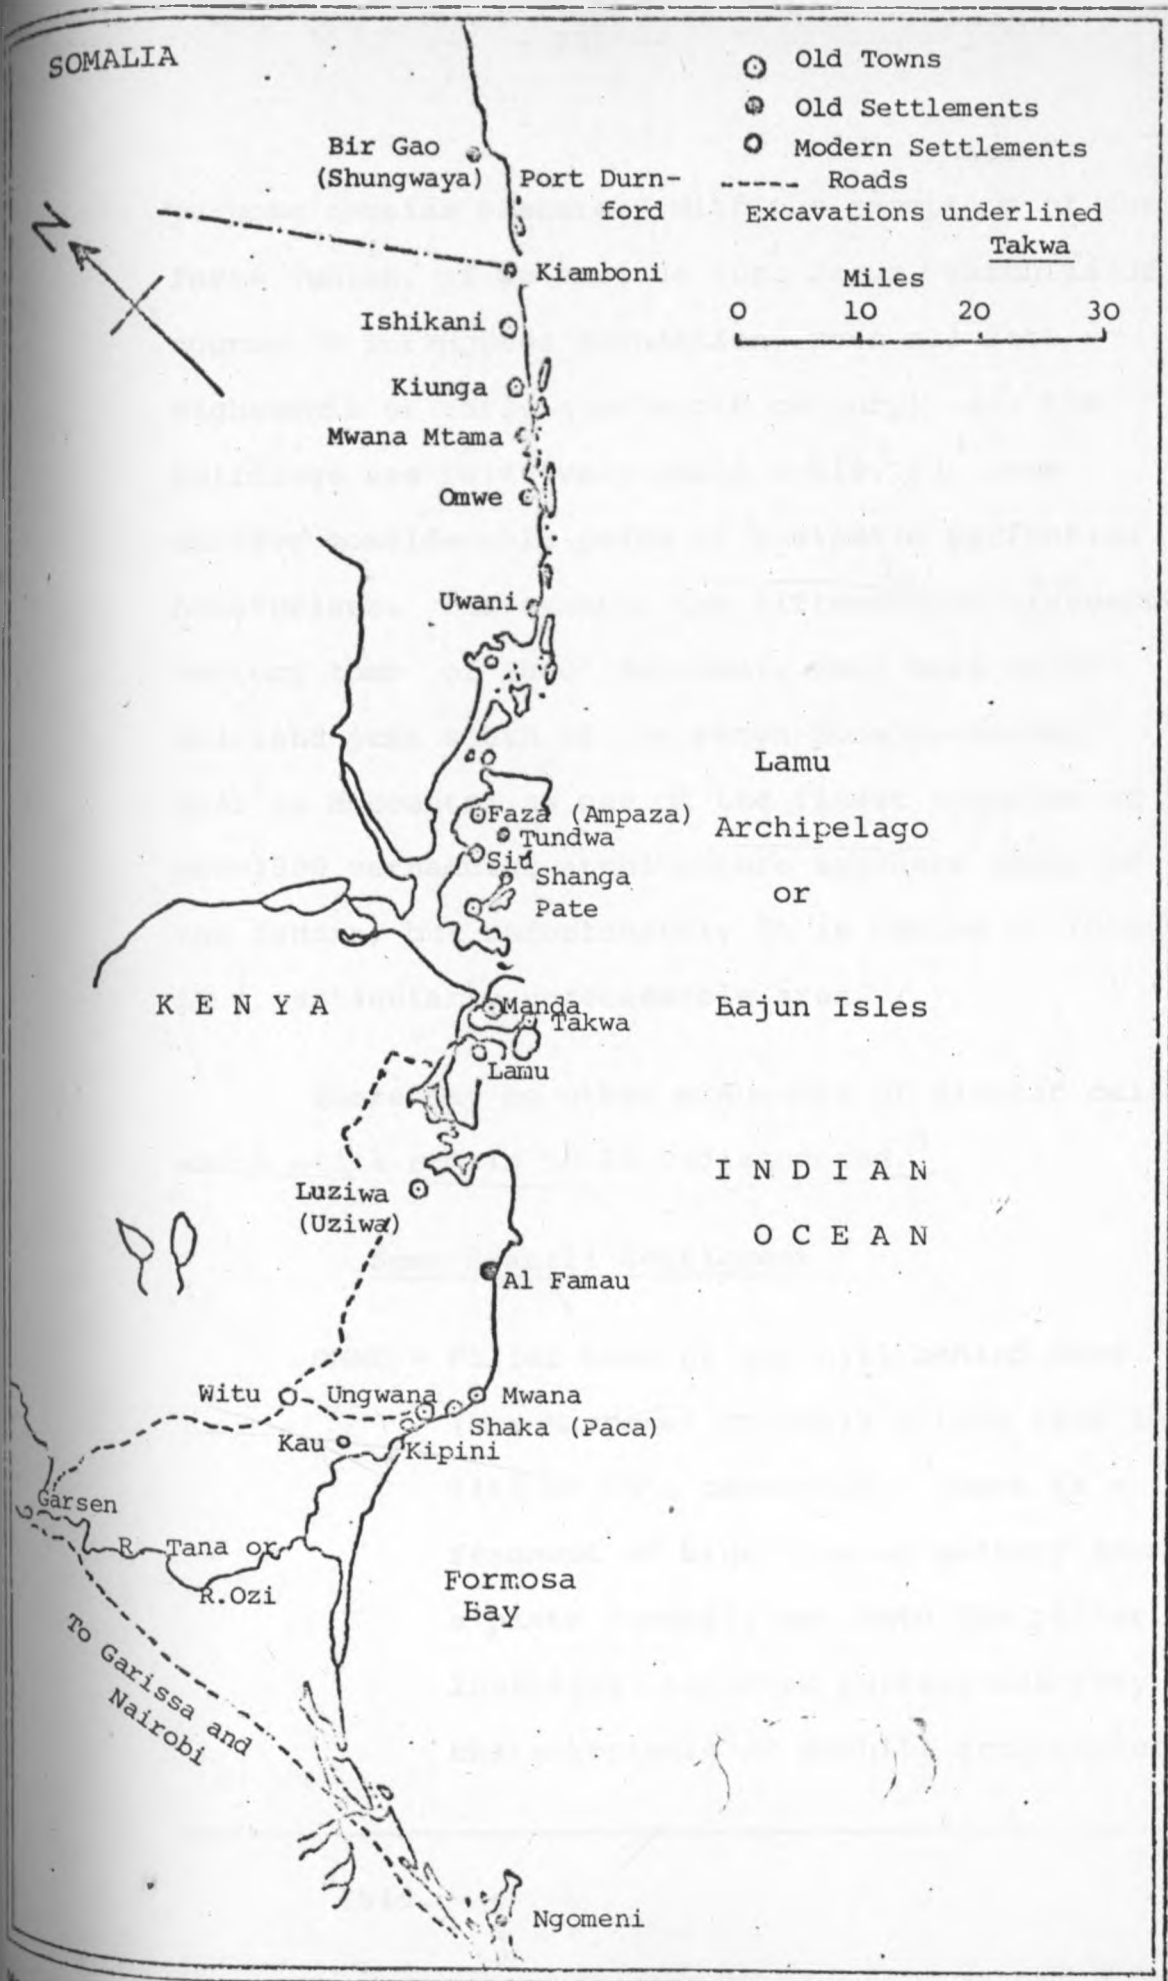 SOMALIA
Old Towns
Old Settlements
Modern Settlements
Roads
Excavations underlined
Takwa
Miles
0 10 20 30
N
Bir Gao
(Shungwaya)
Port Durn-
ford
Kiamboni
Ishikani
Kiunga
Mwana Mtama
Omwe
Uwani
Lamu
Archipelago
or
Bajun Isles
Faza (Ampaza)
Tundwa
Siu
Shanga
Pate
KENYA
Manda
Takwa
Lamu
INDIAN
OCEAN
Luziwa
(Uziwa)
Al Famau
Witu
Ungwana
Mwana
Shaka (Paca)
Kau
Kipini
Garsen
R. Tana or
R.Ozi
Formosa
Bay
To Garissa and
Nairobi
Ngomeni